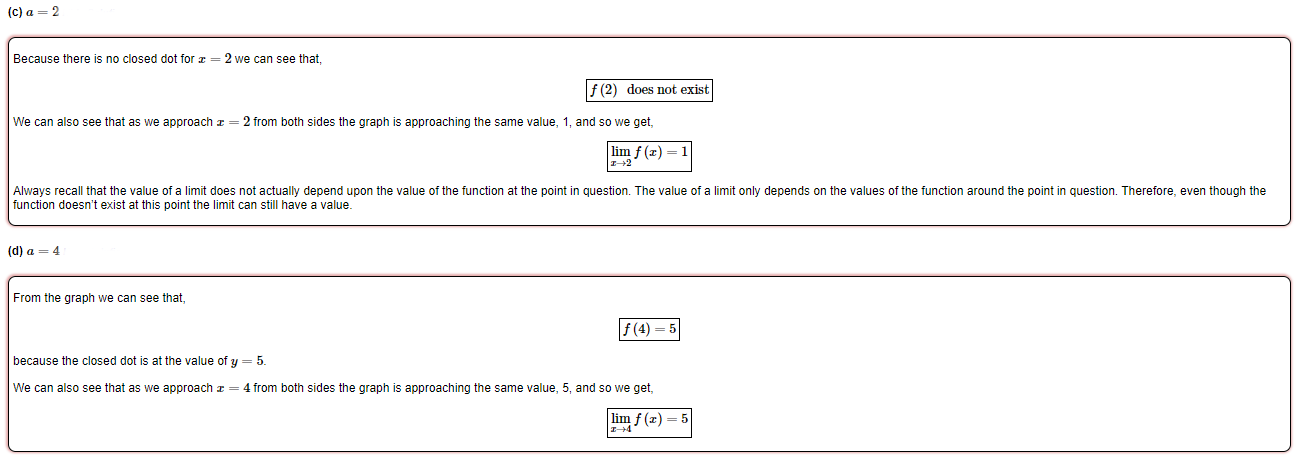 (c) a = 2
Because there is no closed dot for x = 2 we can see that,
f (2) does not exist
We can also see that as we approach x = 2 from both sides the graph is approaching the same value, 1, and so we get,
lim f (x) = 1
x→2
Always recall that the value of a limit does not actually depend upon the value of the function at the point in question. The value of a limit only depends on the values of the function around the point in question. Therefore, even though the
function doesn't exist at this point the limit can still have a value.
(d) a = 4
From the graph we can see that,
f (4) = 5
because the closed dot is at the value of y = 5.
We can also see that as we approach x = 4 from both sides the graph is approaching the same value, 5, and so we get,
lim f (x) = 5
x→4